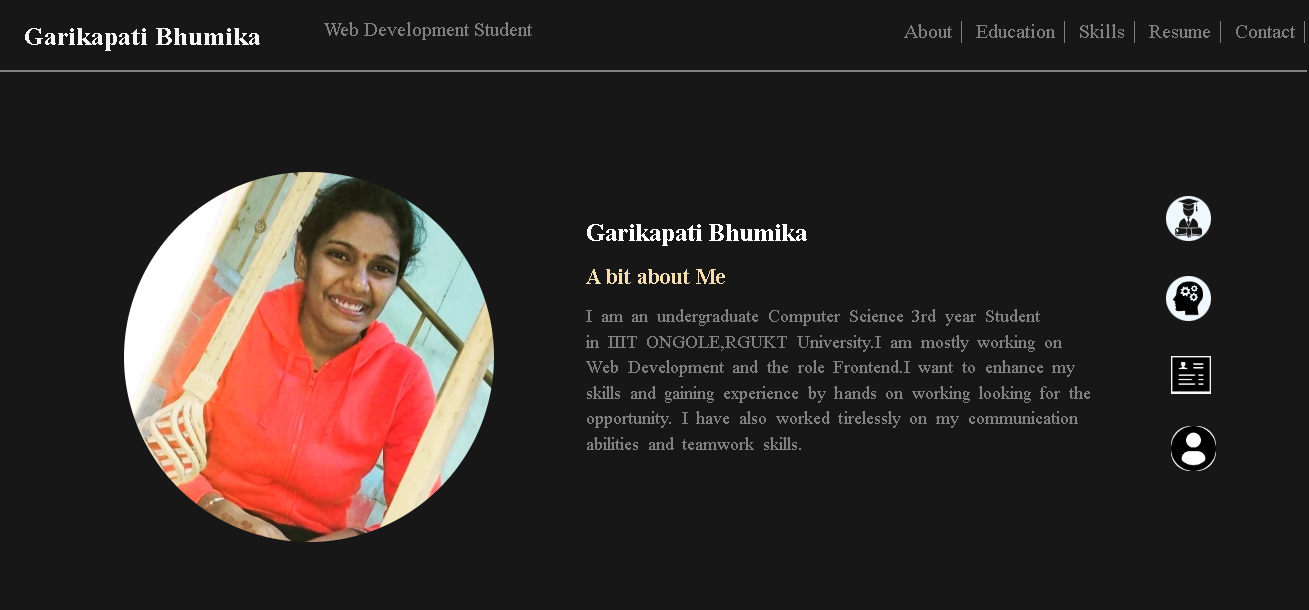 Garikapati Bhumika
Web Development Student
About
Education
Skills
Resume
Contact
Garikapati Bhumika
A bit about Me
I am an undergraduate Computer Science 3rd year Student
in IIIT ONGOLE,RGUKT University.I am mostly working on
Web Development and the role Frontend.I want to enhance my
skills and gaining experience by hands on working looking for the
opportunity. I have also worked tirelessly on my communication
abilities and teamwork skills.